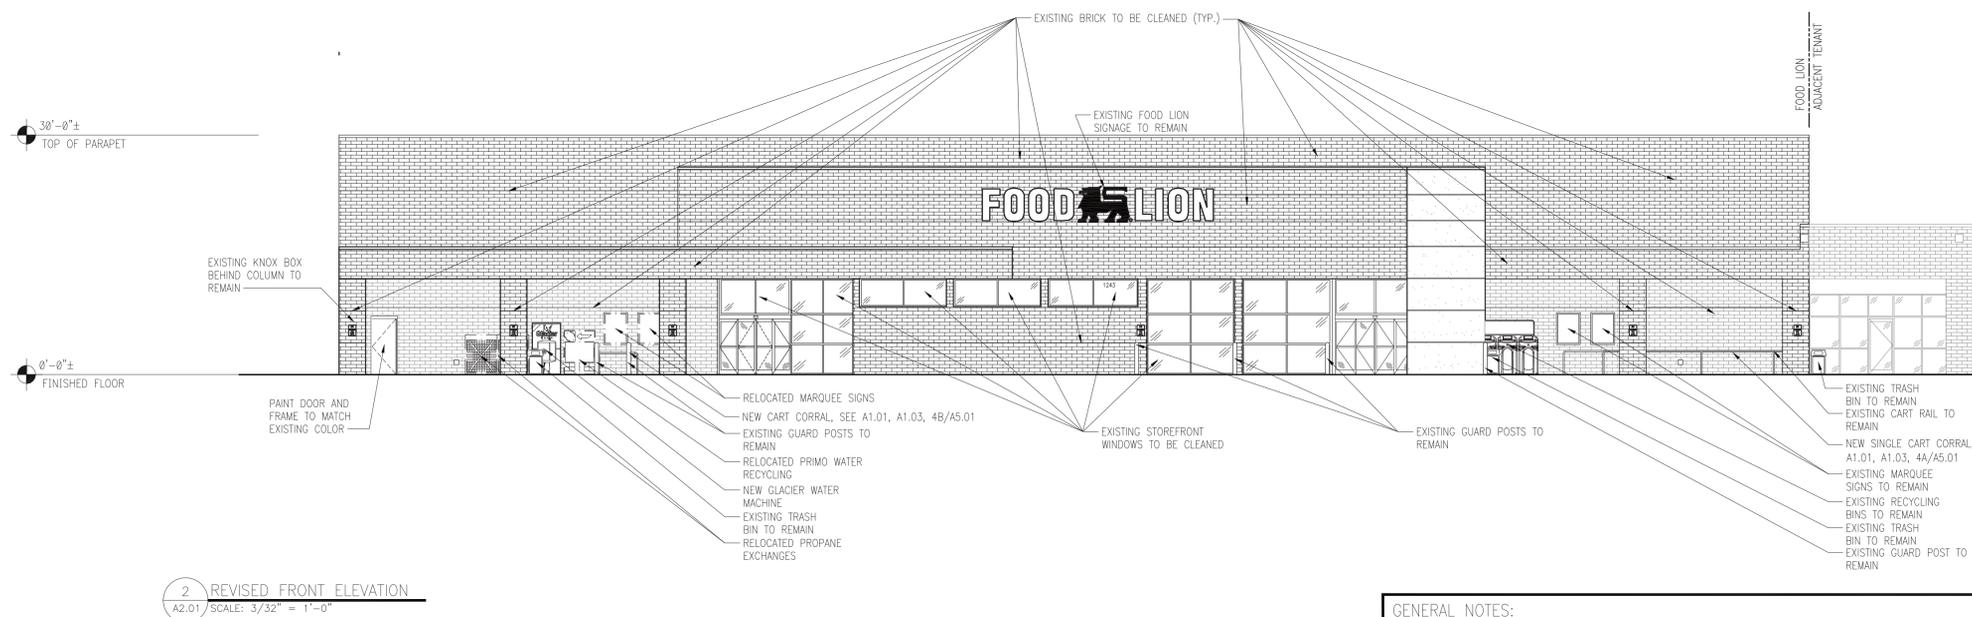 EXISTING BRICK TO BE CLEANED (TYP.)
FOOD LION
ADJACENT TENANT
EXISTING FOOD LION
SIGNAGE TO REMAIN
30'-0"±
TOP OF PARAPET
FOOD LION
EXISTING KNOX BOX
BEHIND COLUMN TO
REMAIN
1243
Glacier
0'-0"±
FINISHED FLOOR
PAINT DOOR AND
FRAME TO MATCH
EXISTING COLOR
RELOCATED MARQUEE SIGNS
NEW CART CORRAL, SEE A1.01, A1.03, 4B/A5.01
EXISTING GUARD POSTS TO
REMAIN
RELOCATED PRIMO WATER
RECYCLING
NEW GLACIER WATER
MACHINE
EXISTING TRASH
BIN TO REMAIN
RELOCATED PROPANE
EXCHANGES
EXISTING STOREFRONT
WINDOWS TO BE CLEANED
EXISTING GUARD POSTS TO
REMAIN
EXISTING TRASH
BIN TO REMAIN
EXISTING CART RAIL TO
REMAIN
NEW SINGLE CART CORRAL
A1.01, A1.03, 4A/A5.01
EXISTING MARQUEE
SIGNS TO REMAIN
EXISTING RECYCLING
BINS TO REMAIN
EXISTING TRASH
BIN TO REMAIN
EXISTING GUARD POST TO
REMAIN
2
A2.01
REVISED FRONT ELEVATION
SCALE: 3/32" = 1'-0"
GENERAL NOTES: